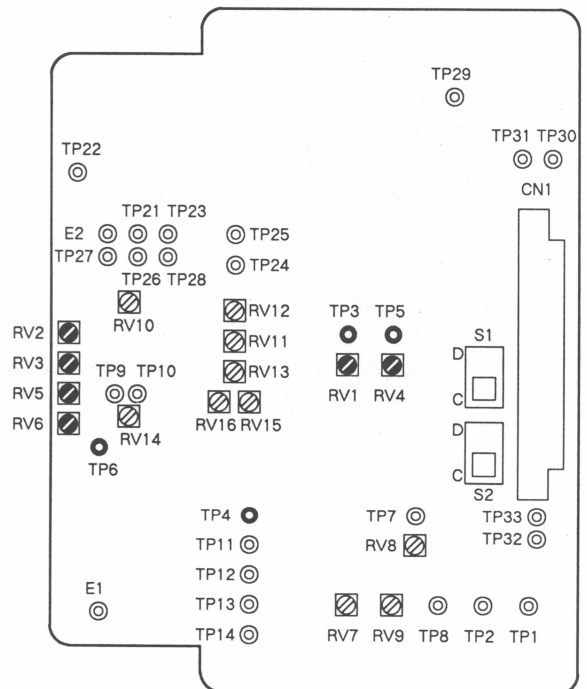 TP29
TP31 TP30
TP22
CN1
TP21 TP23
E2
TP25
TP27
TP24
TP26 TP28
RV12
RV10
TP3 TP5
RV2
S1
RV11
D
RV3
RV13
TP9 TP10
RV5
RV1 RV4
C
RV6
RV14
RV16 RV15
D
TP6
C
S2
TP4
TP7
TP33
TP11
RV8
TP32
TP12
E1
TP13
TP14
RV7 RV9 TP8 TP2 TP1